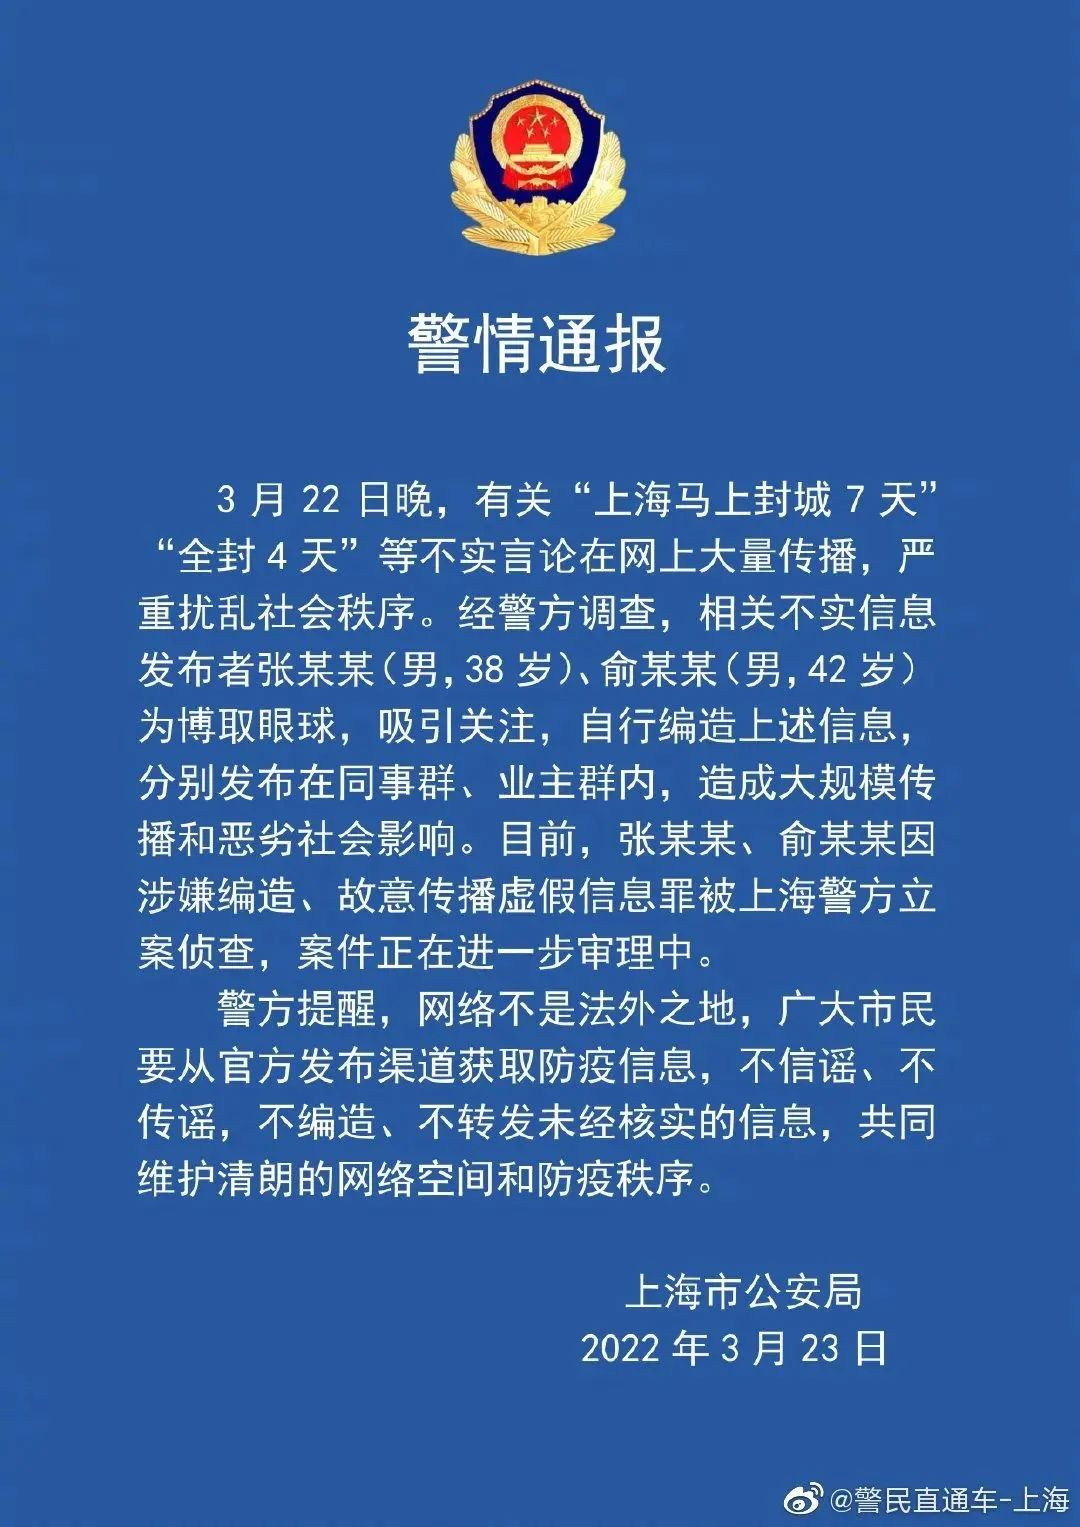 警情通报
3 月 22 日晚，有关“上海马上封城 7 天”
“全封 4 天”等不实言论在网上大量传播，严
重扰乱社会秩序。经警方调查，相关不实信息
发布者张某某（男，38 岁）、俞某某（男，42 岁）
为博取眼球，吸引关注，自行编造上述信息，
分别发布在同事群、业主群内，造成大规模传
播和恶劣社会影响。目前，张某某、俞某某因
涉嫌编造、故意传播虚假信息罪被上海警方立
案侦查，案件正在进一步审理中。
警方提醒，网络不是法外之地，广大市民
要从官方发布渠道获取防疫信息，不信谣、不
传谣，不编造、不转发未经核实的信息，共同
维护清朗的网络空间和防疫秩序。
上海市公安局
2022 年 3 月 23 日
@警民直通车-上海